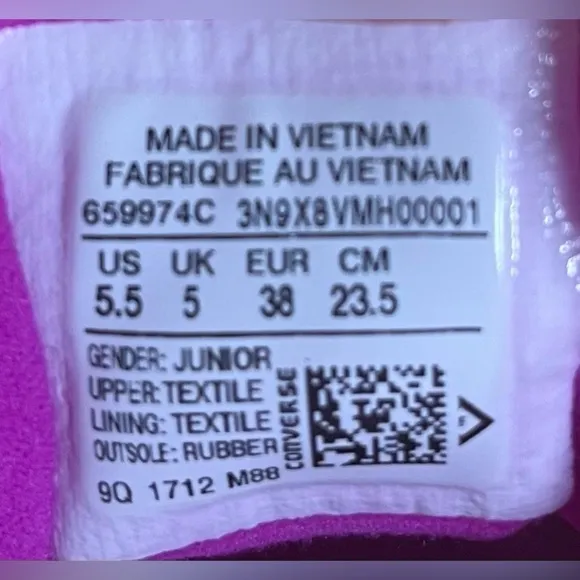 MADE IN VIETNAM
FABRIQUE AU VIETNAM
659974C 3N9X8VMH00001
US UK EUR CM
5.5 5 38 23.5
GENDER: JUNIOR
UPPER: TEXTILE
LINING: TEXTILE
OUTSOLE: RUBBER
CONVERSE
9Q 1712 M88